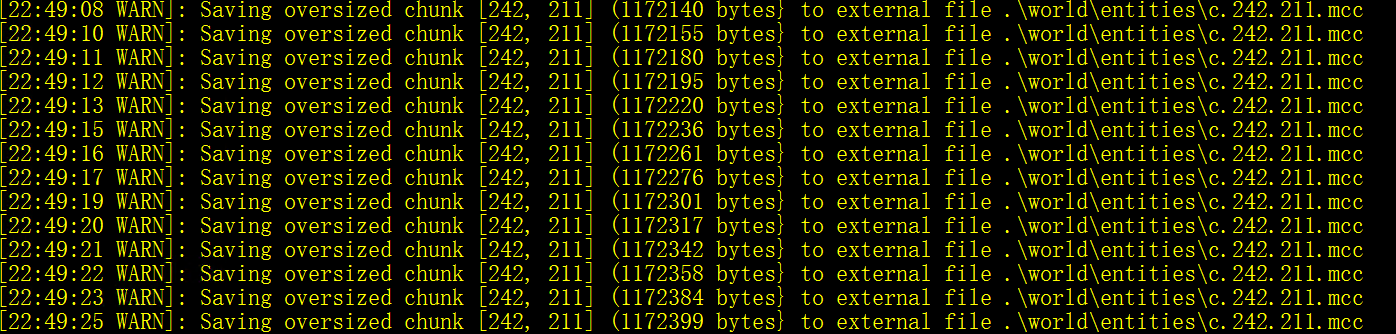 [22:49:08 WARN]: Saving oversized chunk [242, 211] (1172140 bytes} to external file .\world\entities\c.242.211.mcc
[22:49:10 WARN]: Saving oversized chunk [242, 211] (1172155 bytes} to external file .\world\entities\c.242.211.mcc
[22:49:11 WARN]: Saving oversized chunk [242, 211] (1172180 bytes} to external file .\world\entities\c.242.211.mcc
[22:49:12 WARN]: Saving oversized chunk [242, 211] (1172195 bytes} to external file .\world\entities\c.242.211.mcc
[22:49:13 WARN]: Saving oversized chunk [242, 211] (1172220 bytes} to external file .\world\entities\c.242.211.mcc
[22:49:15 WARN]: Saving oversized chunk [242, 211] (1172236 bytes} to external file .\world\entities\c.242.211.mcc
[22:49:16 WARN]: Saving oversized chunk [242, 211] (1172261 bytes} to external file .\world\entities\c.242.211.mcc
[22:49:17 WARN]: Saving oversized chunk [242, 211] (1172276 bytes} to external file .\world\entities\c.242.211.mcc
[22:49:19 WARN]: Saving oversized chunk [242, 211] (1172301 bytes} to external file .\world\entities\c.242.211.mcc
[22:49:20 WARN]: Saving oversized chunk [242, 211] (1172317 bytes} to external file .\world\entities\c.242.211.mcc
[22:49:21 WARN]: Saving oversized chunk [242, 211] (1172342 bytes} to external file .\world\entities\c.242.211.mcc
[22:49:22 WARN]: Saving oversized chunk [242, 211] (1172358 bytes} to external file .\world\entities\c.242.211.mcc
[22:49:23 WARN]: Saving oversized chunk [242, 211] (1172384 bytes} to external file .\world\entities\c.242.211.mcc
[22:49:25 WARN]: Saving oversized chunk [242, 211] (1172399 bytes} to external file .\world\entities\c.242.211.mcc